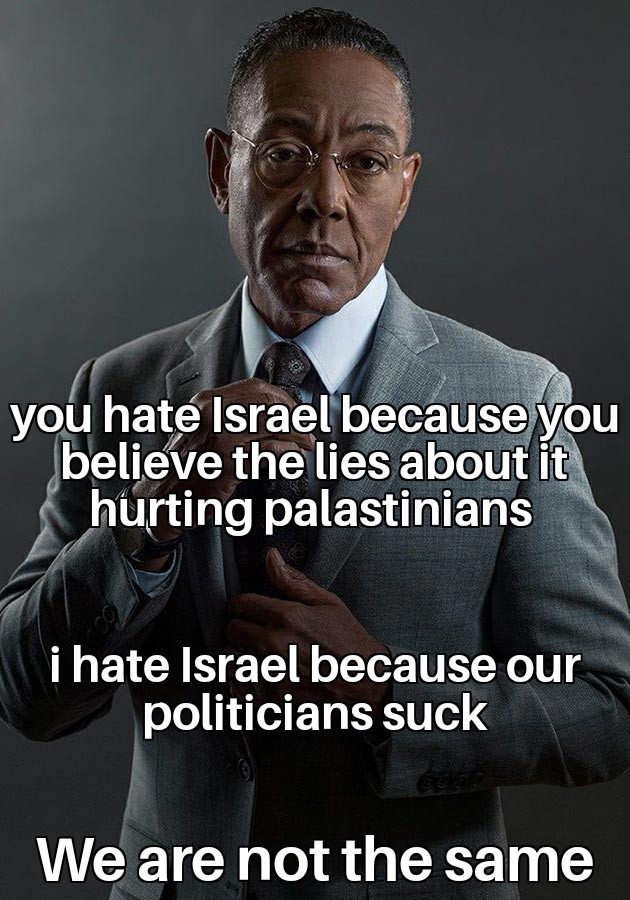 you hate Israel because you
believe the lies about it
hurting palastinians
i hate Israel because our
politicians suck
We are not the same